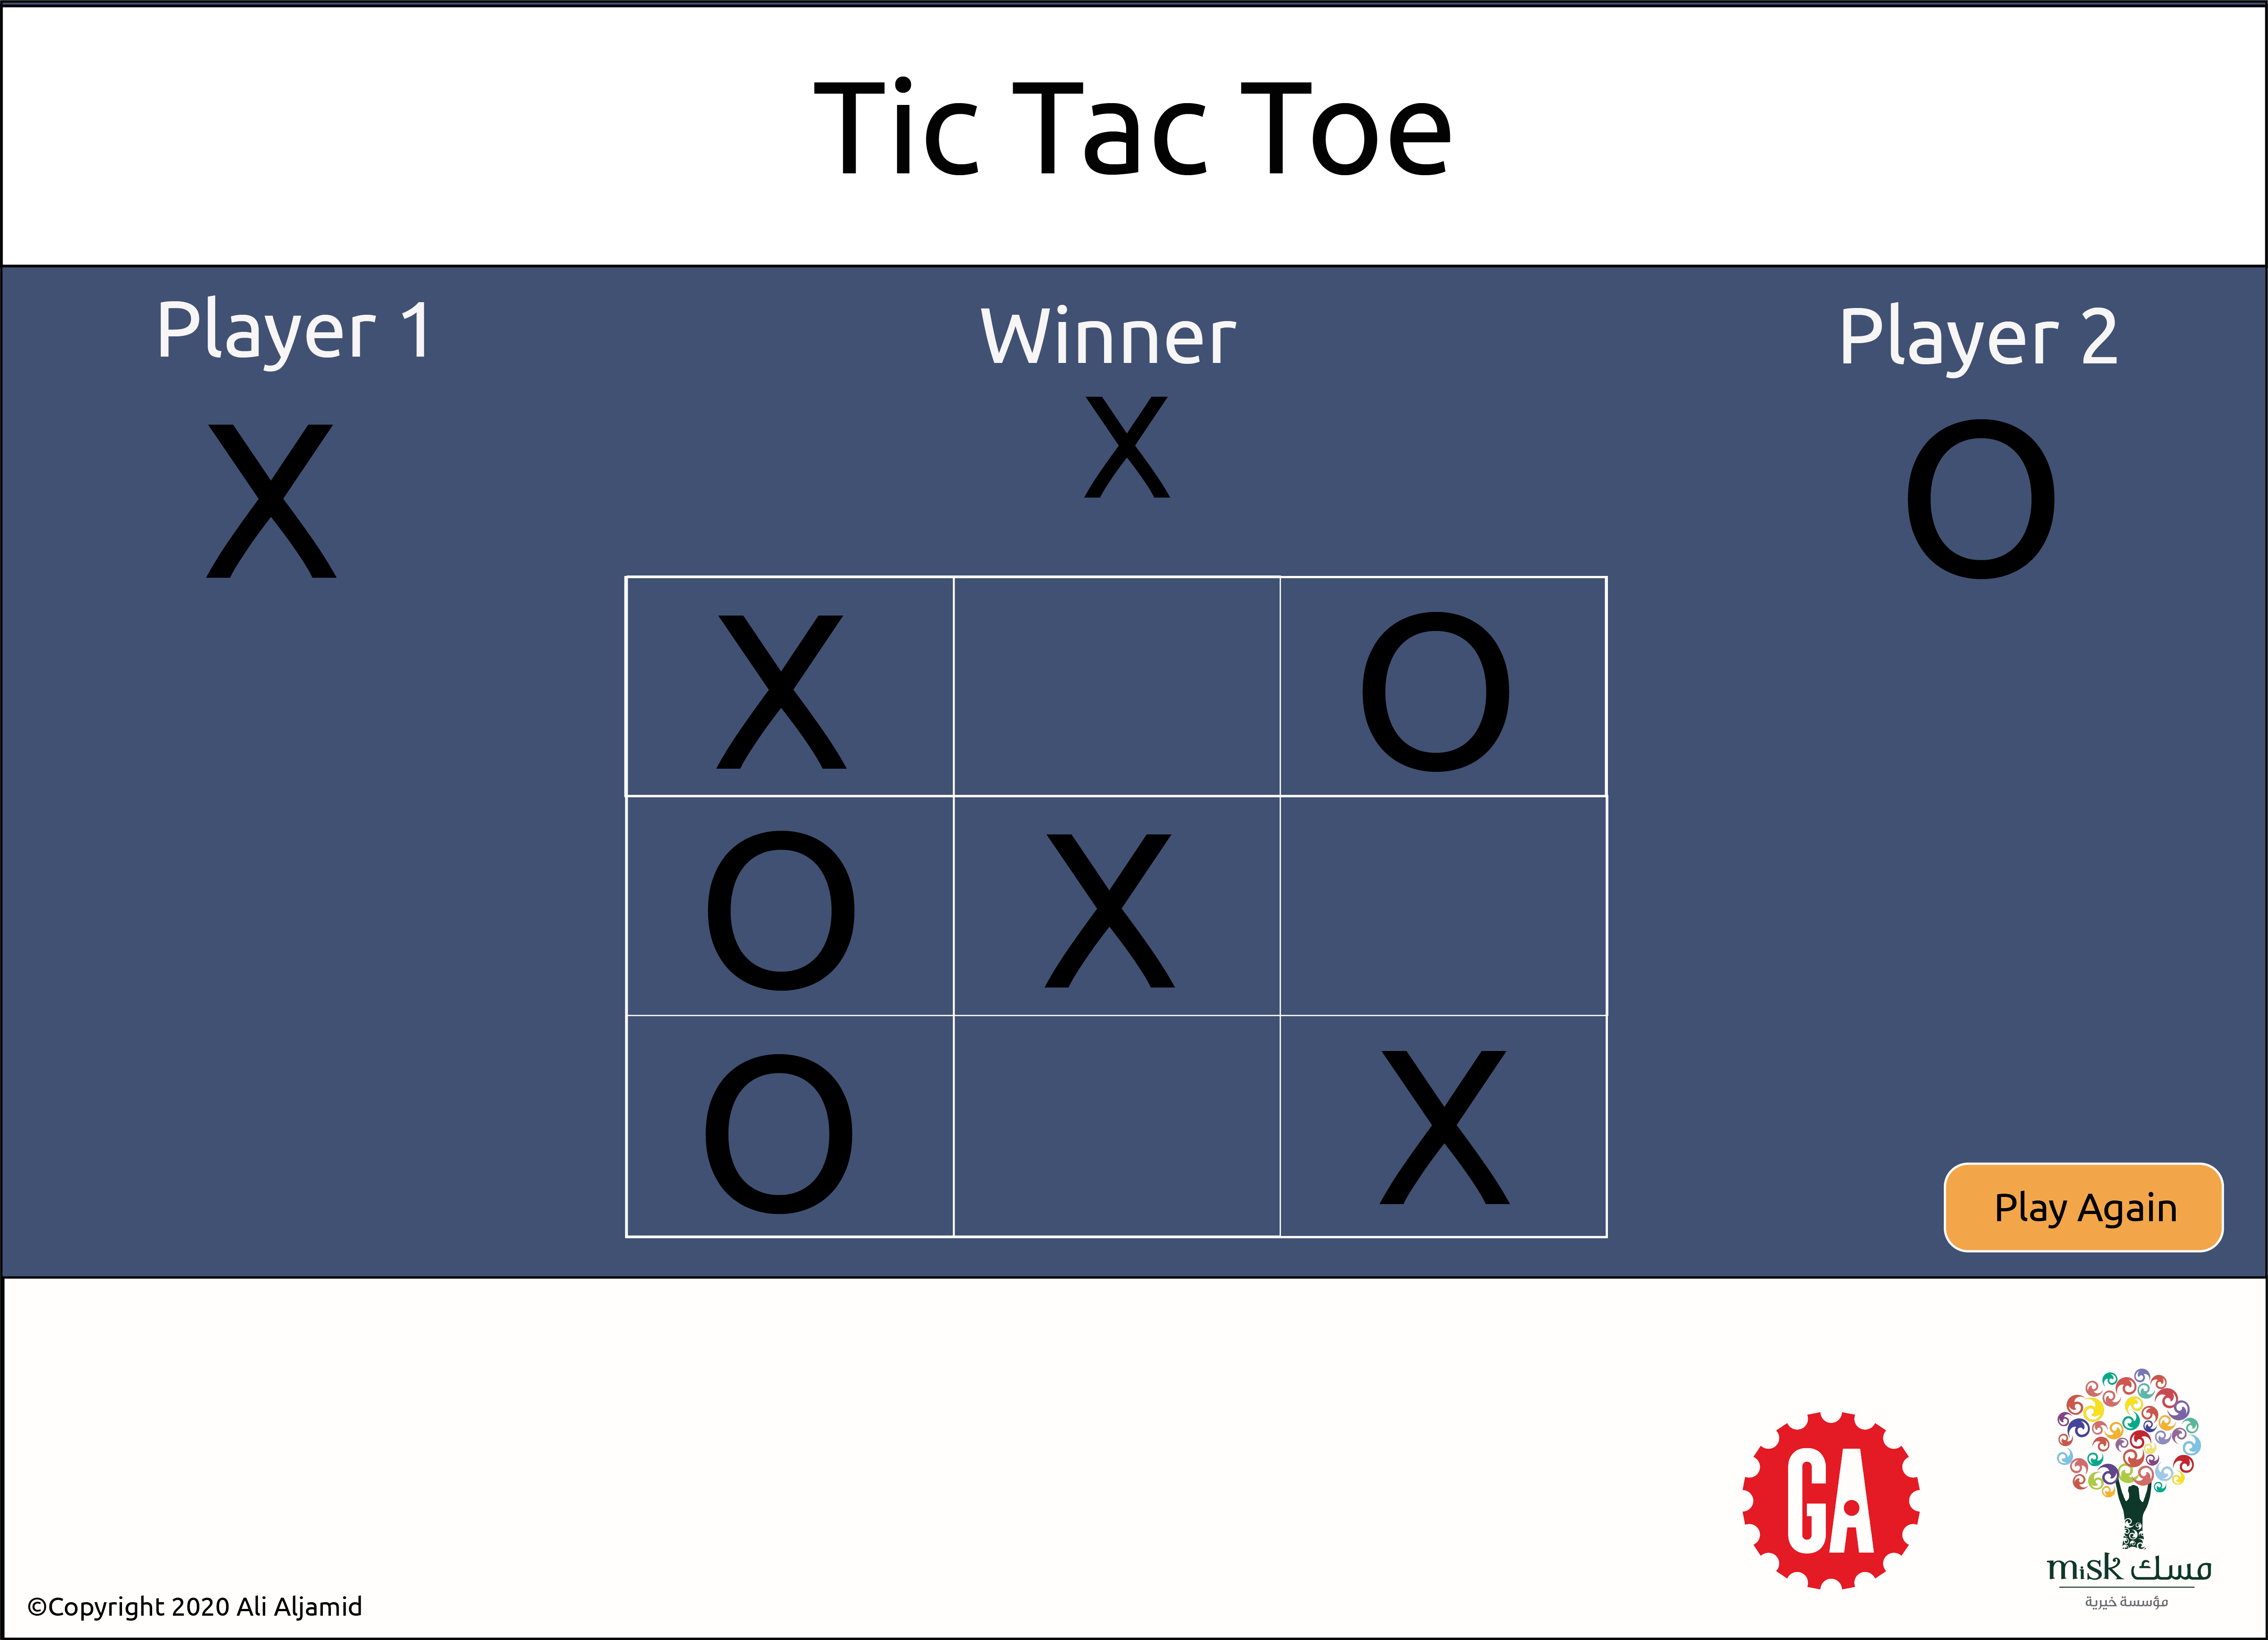 Tic Tac Toe
Player 1
Winner
Player 2
X
X
O
X
O
O
X
O
X
Play Again
GA
misk مسك
مؤسسة خيرية
©Copyright 2020 Ali Aljamid